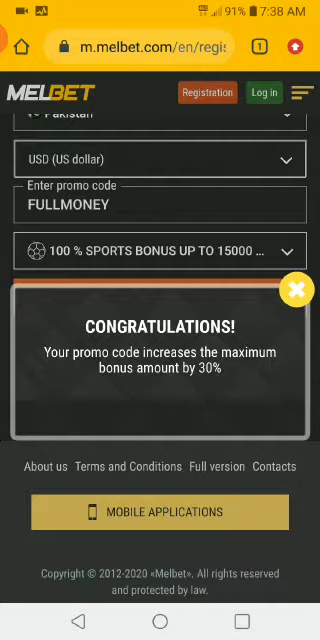 91% 7:38 AM
m.melbet.com/en/regis
1
MELBET
Registration
Log in
Pakistan
USD (US dollar)
Enter promo code
FULLMONEY
100 % SPORTS BONUS UP TO 15000 ...
CONGRATULATIONS!
Your promo code increases the maximum
bonus amount by 30%
About us Terms and Conditions Full version Contacts
MOBILE APPLICATIONS
Copyright © 2012-2020 «Melbet». All rights reserved
and protected by law.